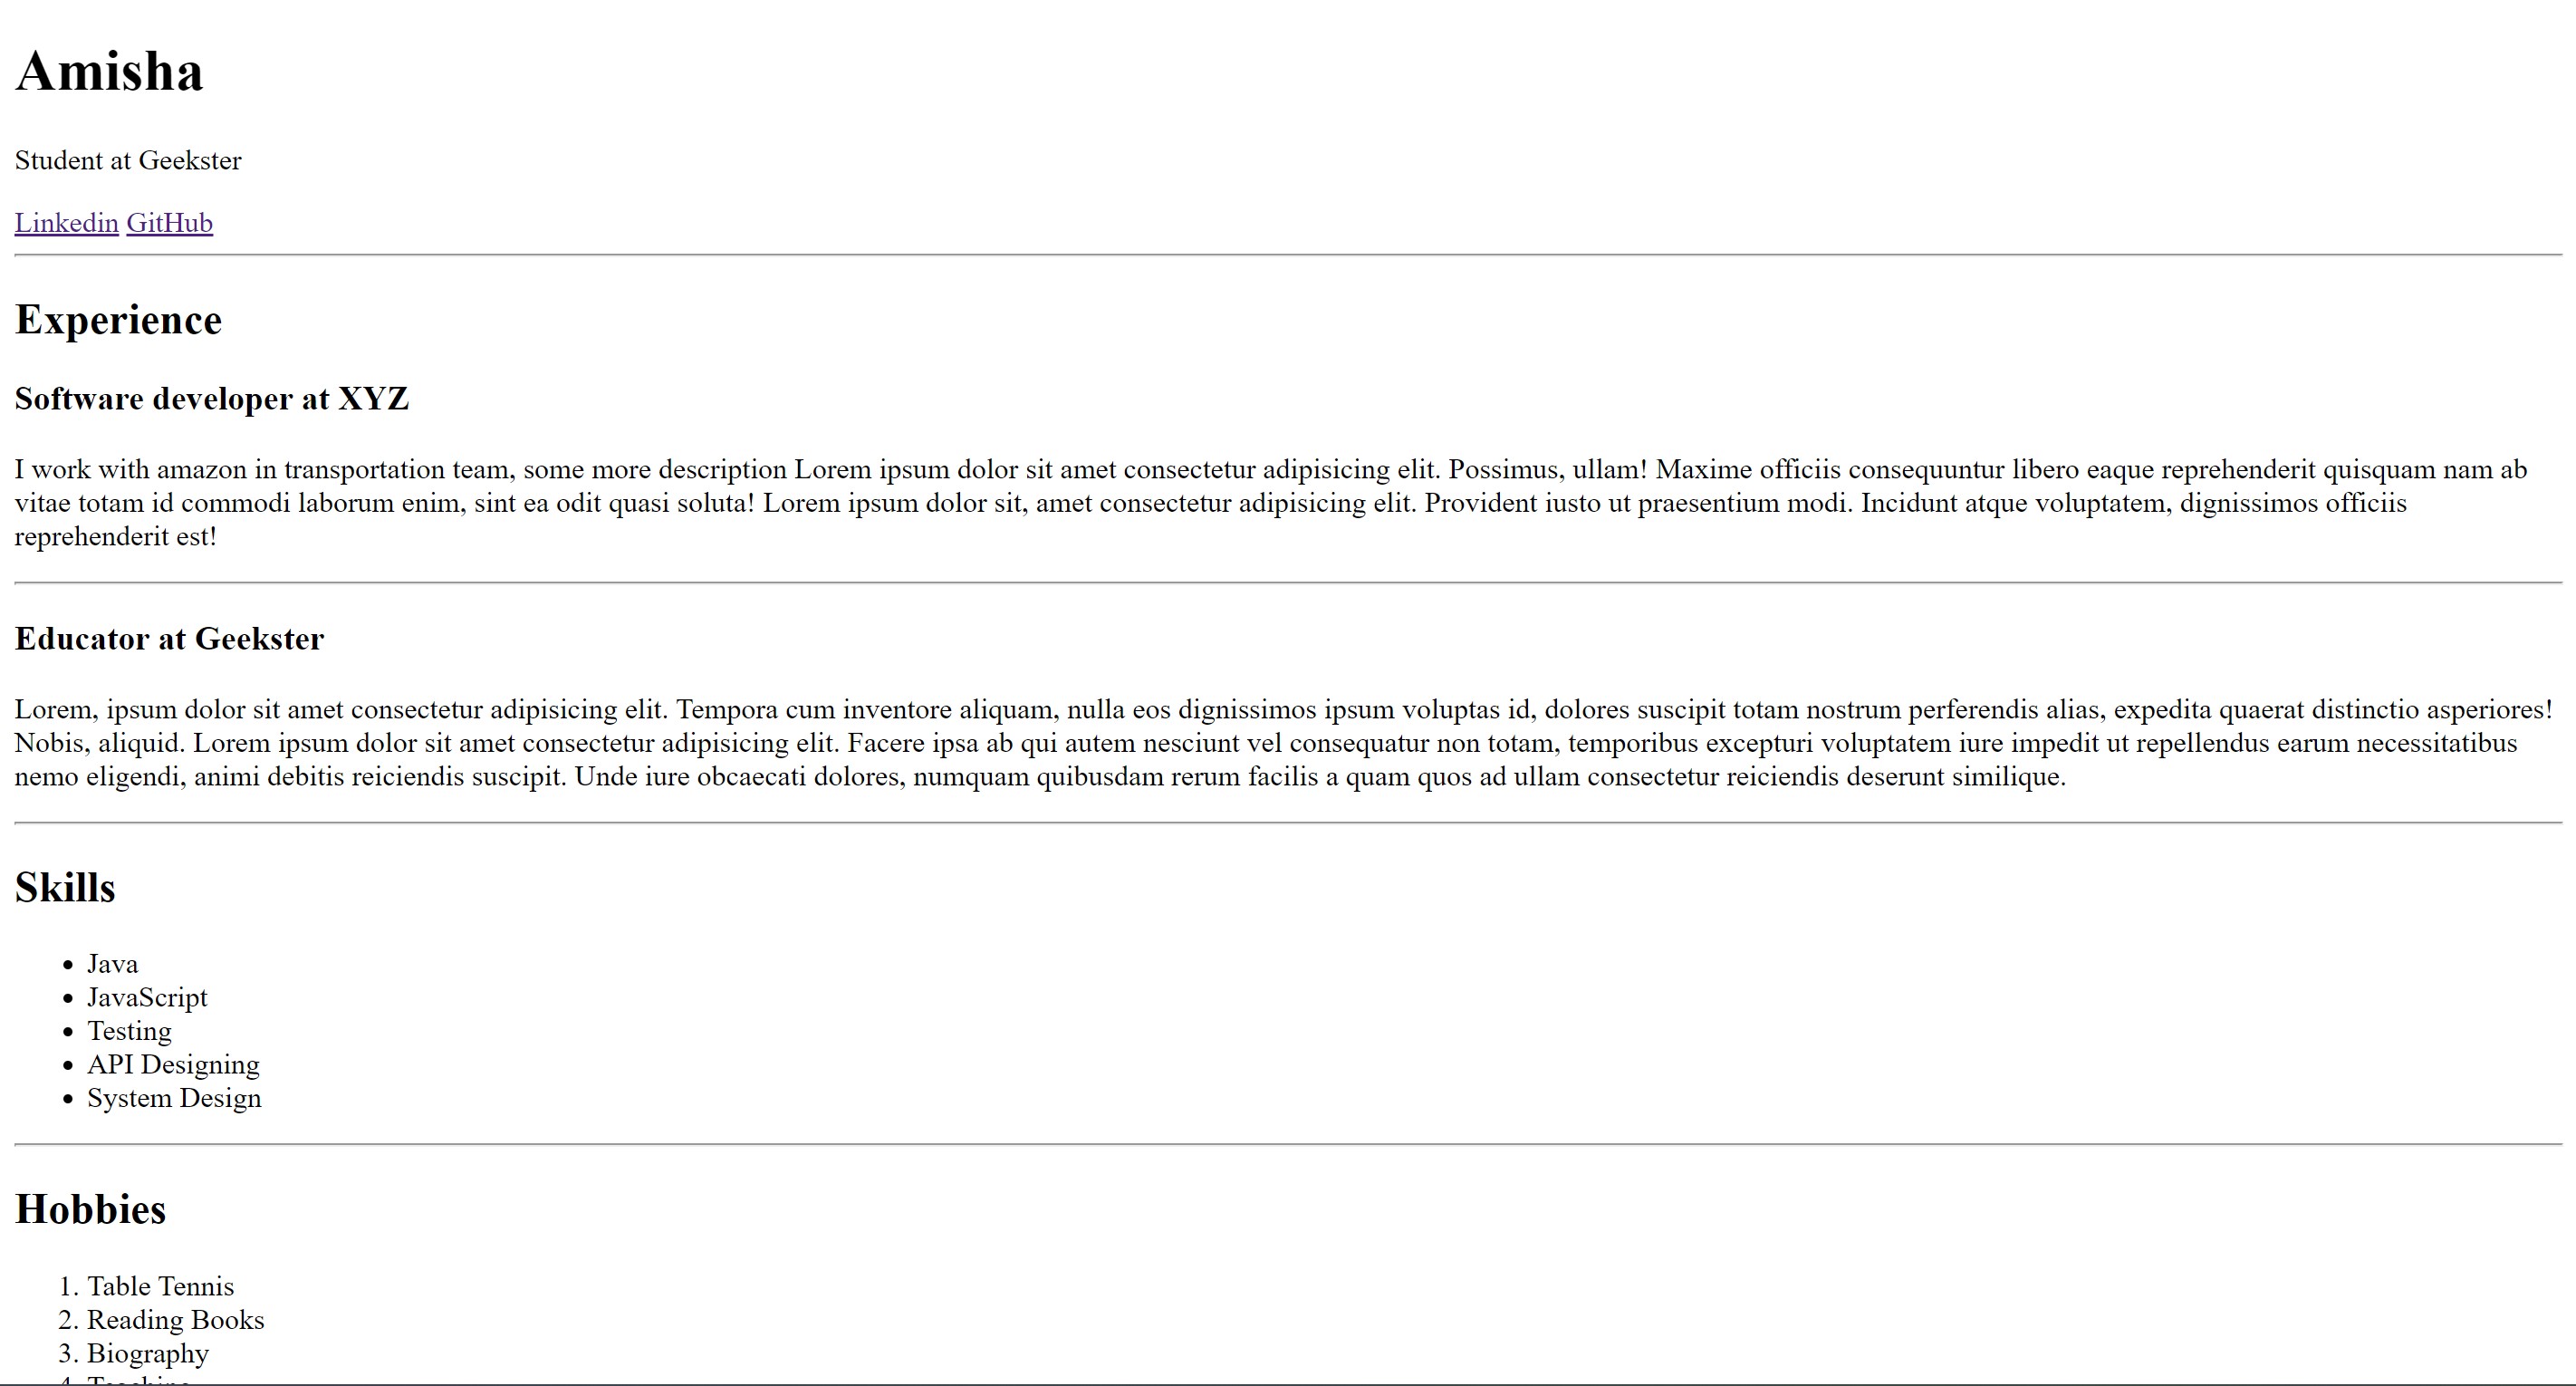 Amisha
Student at Geekster
Linkedin GitHub
Experience
Software developer at XYZ
I work with amazon in transportation team, some more description Lorem ipsum dolor sit amet consectetur adipisicing elit. Possimus, ullam! Maxime officiis consequuntur libero eaque reprehenderit quisquam nam ab
vitae totam id commodi laborum enim, sint ea odit quasi soluta! Lorem ipsum dolor sit, amet consectetur adipisicing elit. Provident iusto ut praesentium modi. Incidunt atque voluptatem, dignissimos officiis
reprehenderit est!
Educator at Geekster
Lorem, ipsum dolor sit amet consectetur adipisicing elit. Tempora cum inventore aliquam, nulla eos dignissimos ipsum voluptas id, dolores suscipit totam nostrum perferendis alias, expedita quaerat distinctio asperiores!
Nobis, aliquid. Lorem ipsum dolor sit amet consectetur adipisicing elit. Facere ipsa ab qui autem nesciunt vel consequatur non totam, temporibus excepturi voluptatem iure impedit ut repellendus earum necessitatibus
nemo eligendi, animi debitis reiciendis suscipit. Unde iure obcaecati dolores, numquam quibusdam rerum facilis a quam quos ad ullam consectetur reiciendis deserunt similique.
Skills
• Java
• JavaScript
• Testing
• API Designing
• System Design
Hobbies
1. Table Tennis
2. Reading Books
3. Biography